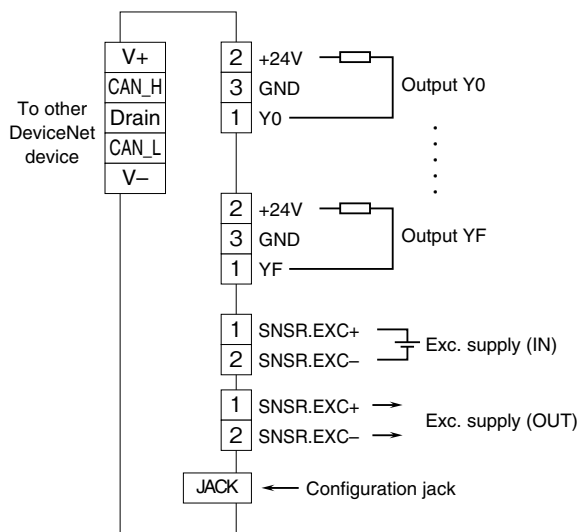 To other
DeviceNet
device
V+
CAN_H
Drain
CAN_L
V–
2 +24V
3 GND
1 Y0
Output Y0
2 +24V
3 GND
1 YF
Output YF
1 SNSR.EXC+
2 SNSR.EXC–
Exc. supply (IN)
1 SNSR.EXC+
2 SNSR.EXC–
Exc. supply (OUT)
JACK
Configuration jack